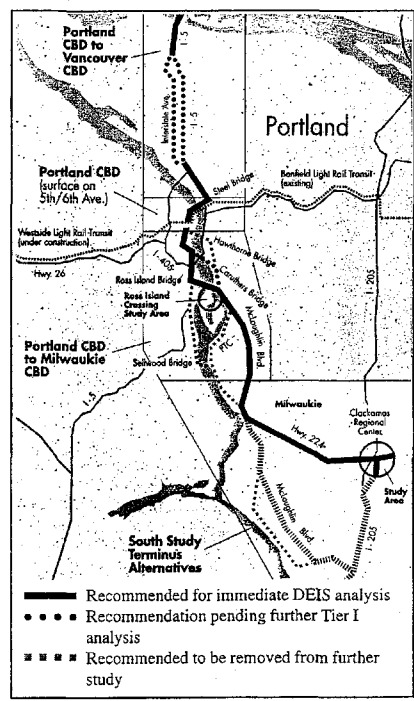 Portland
CBD to
Vancouver
CBD
I-5
Interstate Ave.
I-5
Portland
Portland CBD
(surface on
5th/6th Ave.)
Steel Bridge
Banfield Light Rail Transit
(existing)
Westside Light Rail Transit
(under construction)
Hwy. 26
I-405
Hawthorne Bridge
Caruthers Bridge
Ross Island Bridge
Ross Island
Crossing
Study Area
McLoughlin Blvd.
PTC
I-205
Portland CBD
to Milwaukie
CBD
Sellwood Bridge
I-5
Milwaukie
Hwy. 224
Clackamas
Regional
Center
Study
Area
McLoughlin Blvd.
I-205
South Study
Terminus
Alternatives
Recommended for immediate DEIS analysis
Recommendation pending further Tier I
analysis
Recommended to be removed from further
study